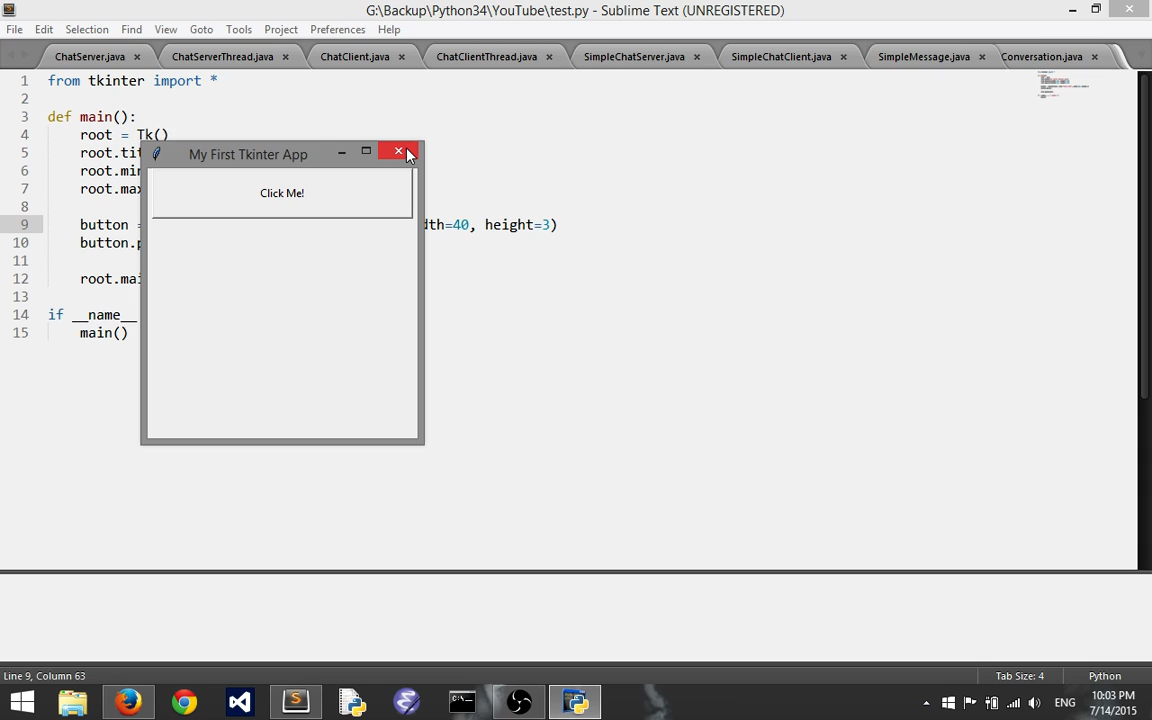 G:\Backup\Python34\YouTube\test.py - Sublime Text (UNREGISTERED)
File Edit Selection Find View Goto Tools Project Preferences Help
ChatServer.java × ChatServerThread.java × ChatClient.java × ChatClientThread.java × SimpleChatServer.java × SimpleChatClient.java × SimpleMessage.java × Conversation.java ×
1 from tkinter import *
2
3 def main():
4 root = Tk()
5 root.tit
6 root.min
7 root.max
8
9 button = dth=40, height=3)
10 button.p
11
12 root.mai
13
14 if __name__
15 main()
My First Tkinter App
Click Me!
Line 9, Column 63 Tab Size: 4 Python
ENG 10:03 PM
7/14/2015